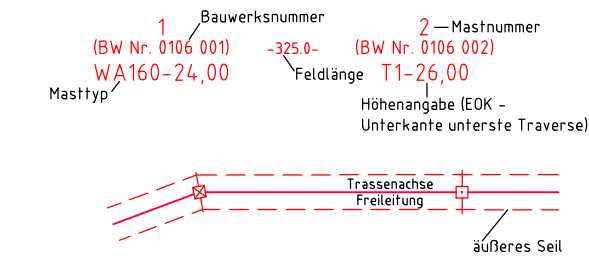 1 Bauwerksnummer 2 Mastnummer
(BW Nr. 0106 001) -325.0- (BW Nr. 0106 002)
WA160-24,00 Feldlänge T1-26,00
Masttyp
Höhenangabe (EOK -
Unterkante unterste Traverse)
Trassenachse
Freileitung
äußeres Seil